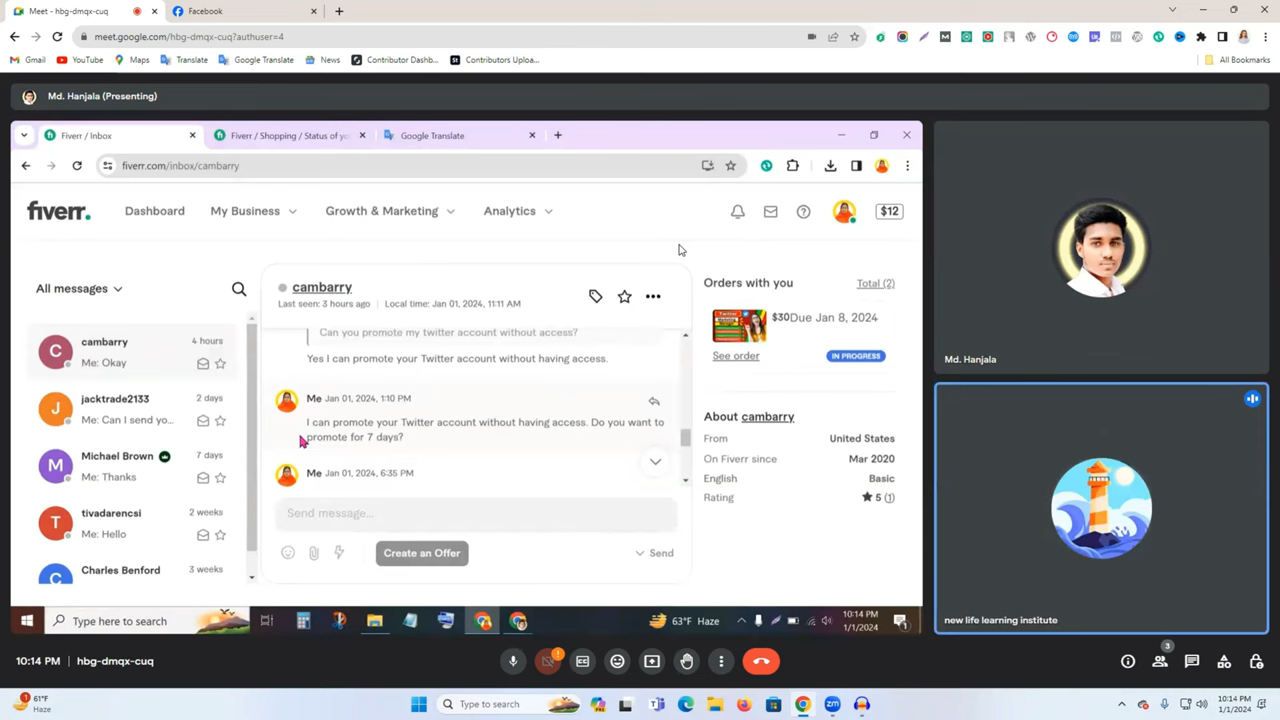 Meet - hbg-dmqx-cuq
Facebook
meet.google.com/hbg-dmqx-cuq?authuser=4
Gmail
YouTube
Maps
Translate
Google Translate
News
Contributor Dashb...
Contributors Uploa...
All Bookmarks
Md. Hanjala (Presenting)
Fiverr / Inbox
Fiverr / Shopping / Status of yo
Google Translate
fiverr.com/inbox/cambarry
fiverr.
Dashboard
My Business
Growth & Marketing
Analytics
$12
All messages
cambarry
Last seen: 3 hours ago
Local time: Jan 01, 2024, 11:11 AM
C
cambarry
4 hours
Me: Okay
J
jacktrade2133
2 days
Me: Can I send yo...
M
Michael Brown
7 days
Me: Thanks
T
tivadarencsi
2 weeks
Me: Hello
C
Charles Benford
3 weeks
Can you promote my twitter account without access?
Yes I can promote your Twitter account without having access.
Me Jan 01, 2024, 1:10 PM
I can promote your Twitter account without having access. Do you want to
promote for 7 days?
Me Jan 01, 2024, 6:35 PM
Send message...
Create an Offer
Send
Orders with you
Total (2)
$30
Due Jan 8, 2024
See order
IN PROGRESS
About cambarry
From
United States
On Fiverr since
Mar 2020
English
Basic
Rating
5 (1)
Type here to search
63°F Haze
10:14 PM
1/1/2024
1
Md. Hanjala
new life learning institute
10:14 PM
hbg-dmqx-cuq
3
61°F
Haze
1
Type to search
10:14 PM
1/1/2024